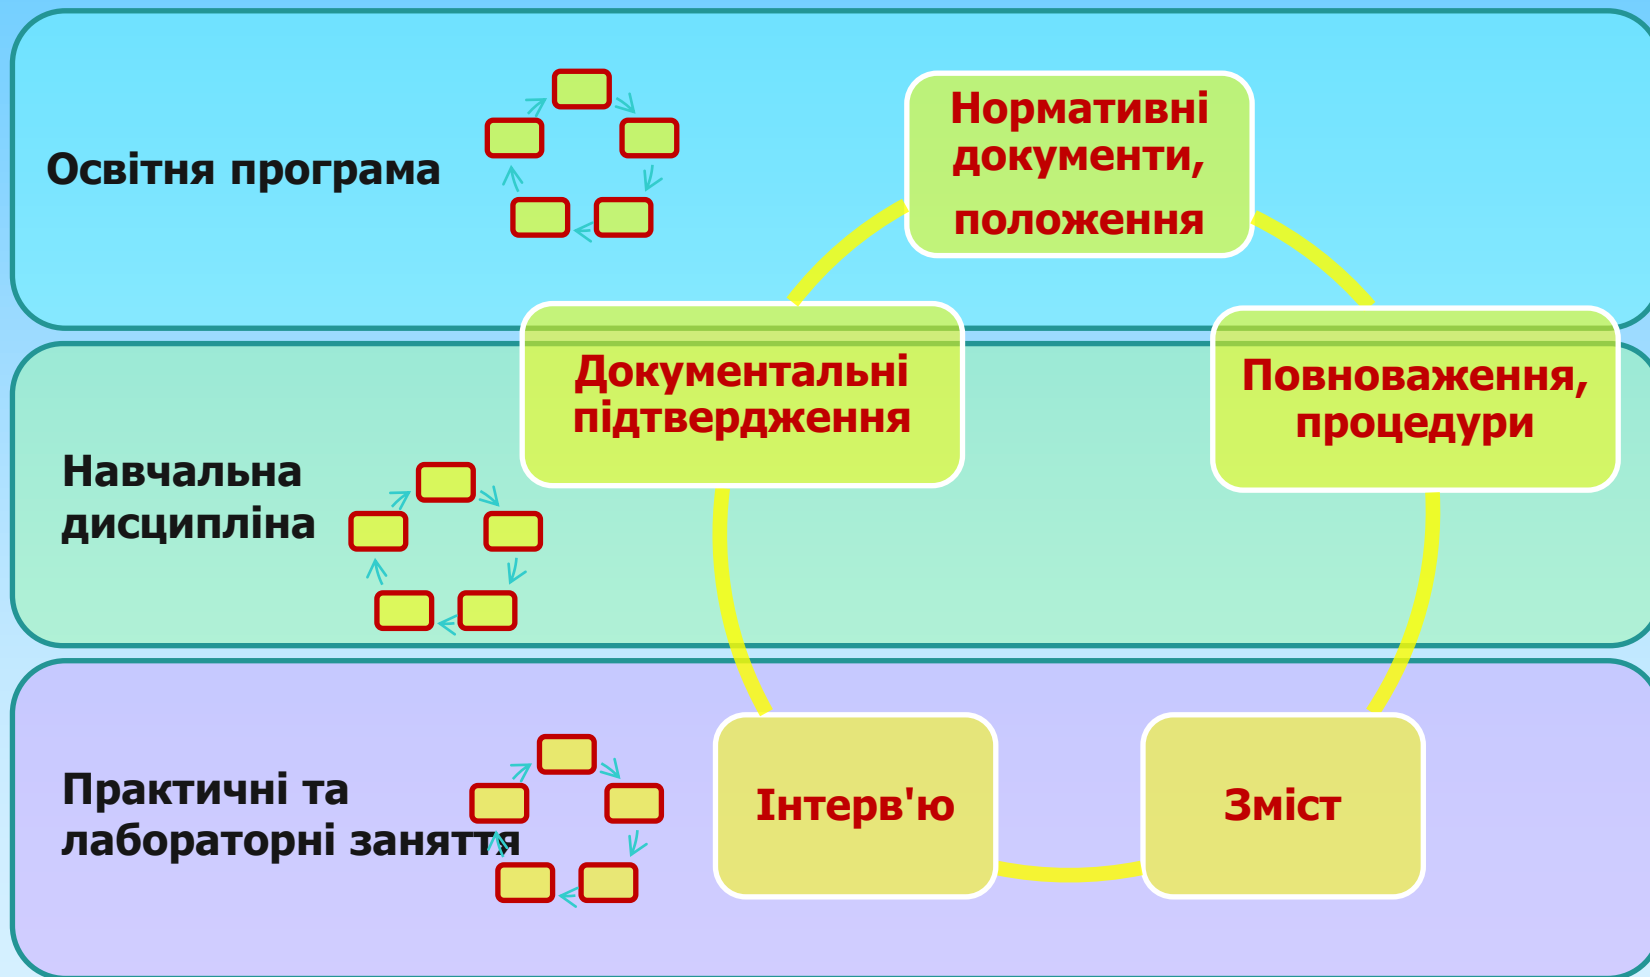 Освітня програма
Нормативні
документи,
положення
Документальні
підтвердження
Повноваження,
процедури
Навчальна
дисципліна
Практичні та
лабораторні заняття
Інтерв'ю
Зміст